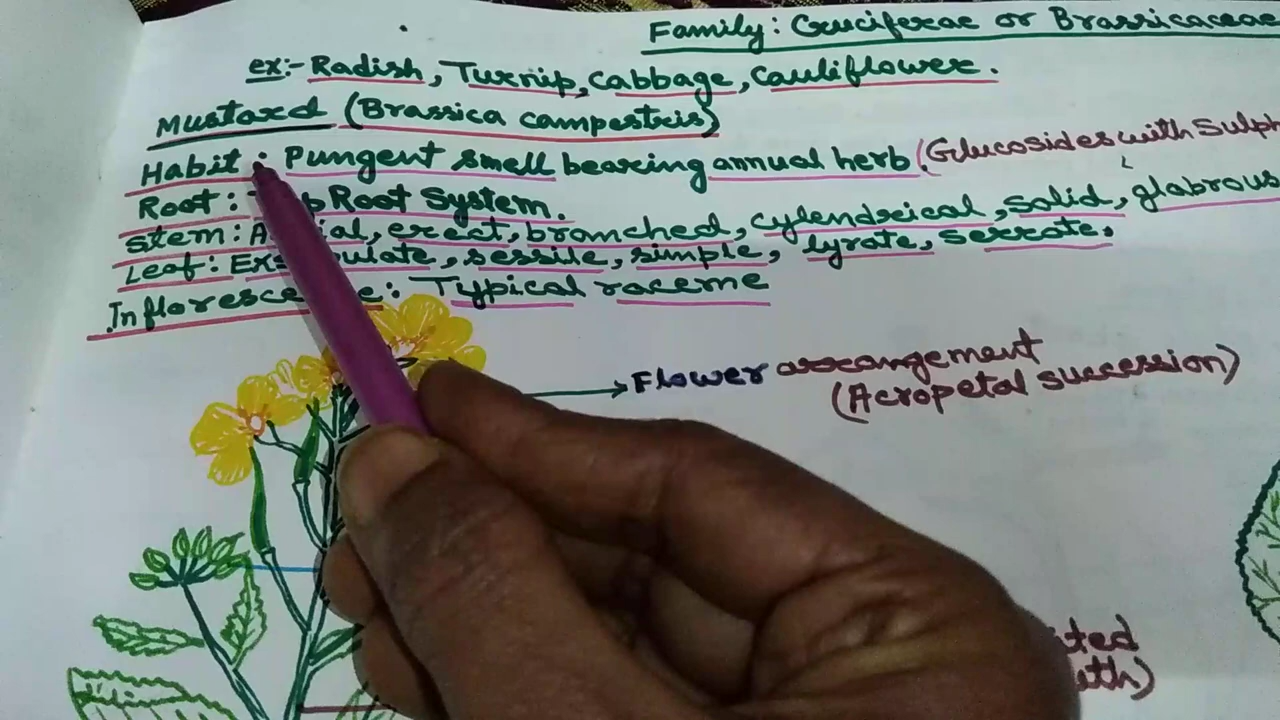 Family: Cruciferae or Brassicaceae
ex:- Radish, Turnip, Cabbage, Cauliflower.
Mustard (Brassica campestris)
Habit: Pungent smell bearing annual herb (Glucosides with Sulph
Root: Root System.
Stem: erect, branched, cylendrical, solid, glabrous
Leaf: sessile, simple, lyrate, serrate.
Typical raceme
Flower arrangement
(Acropetal succession)